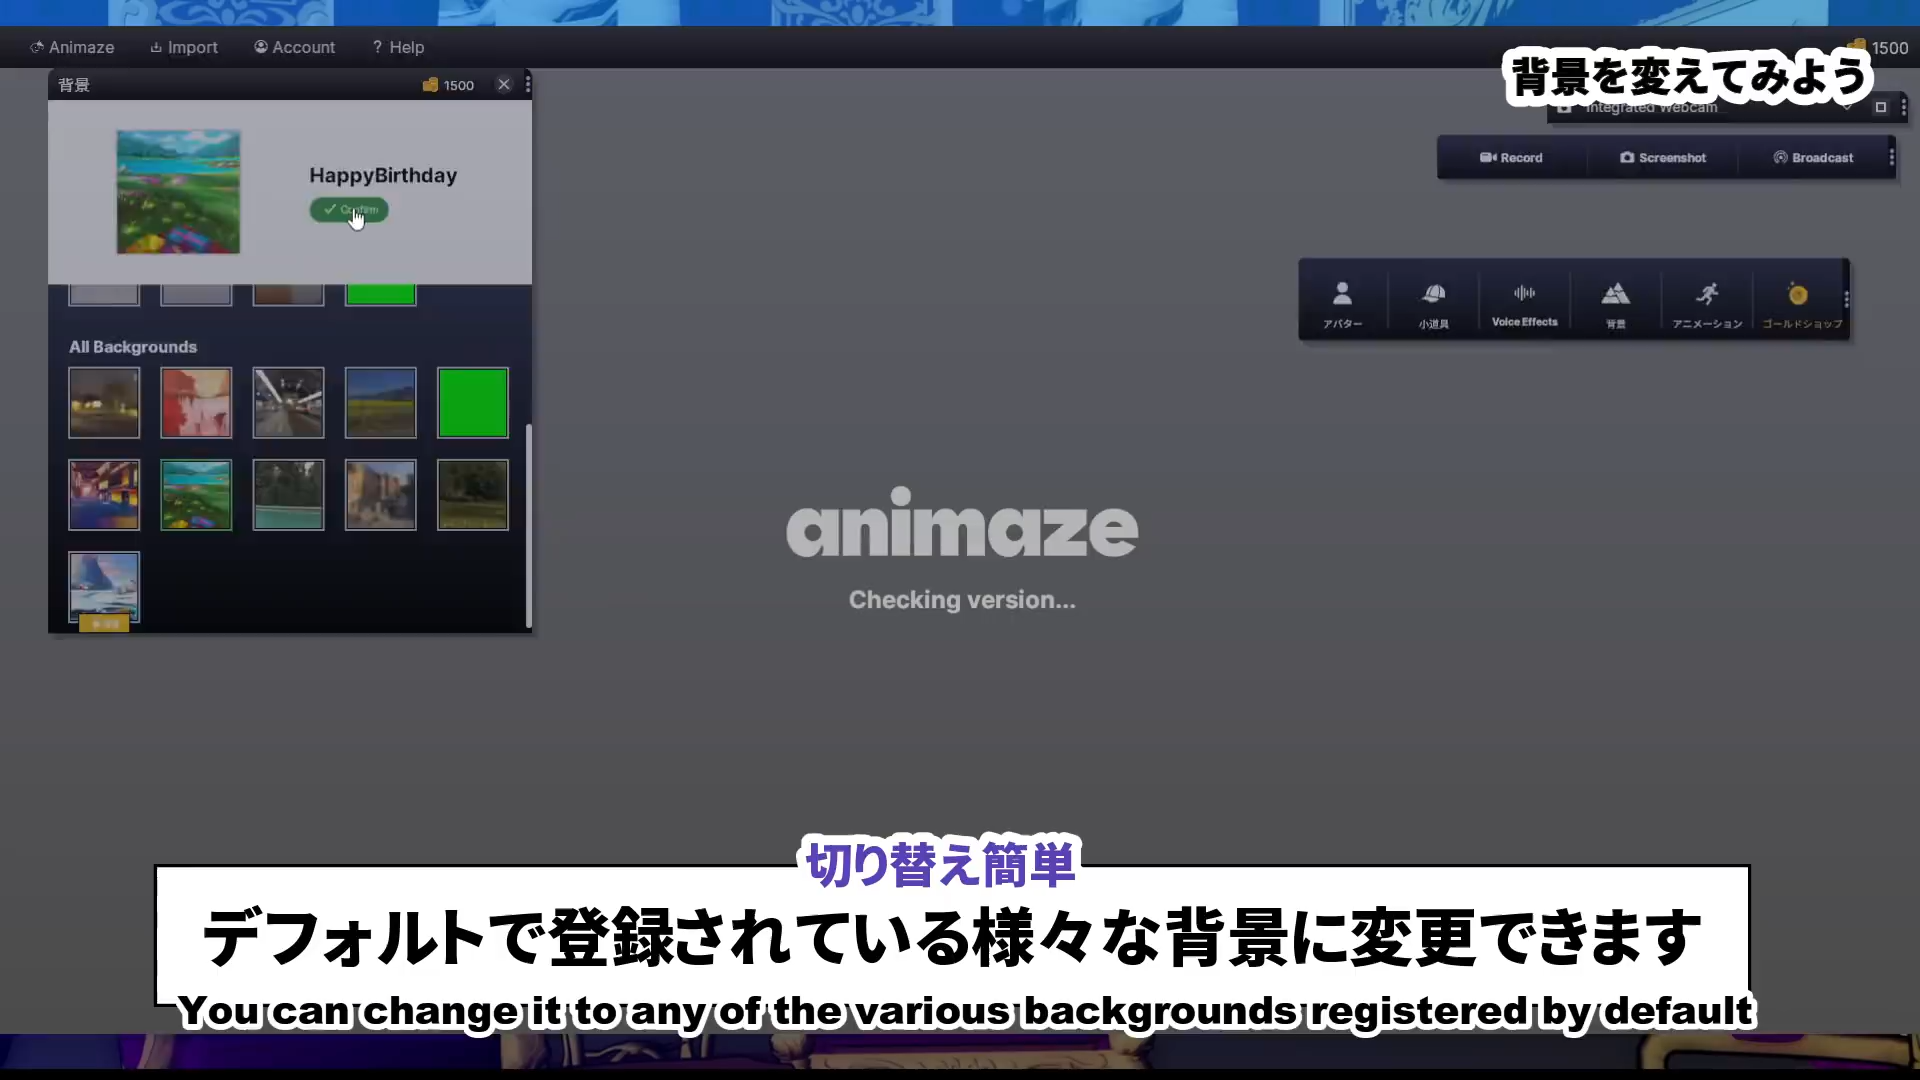 Animaze Import Account ? Help 1500
背景を変えてみよう
背景 1500
Integrated Webcam
HappyBirthday
Confirm
Record Screenshot Broadcast
アバター 小道具 Voice Effects 背景 アニメーション ゴールドショップ
All Backgrounds
animaze
Checking version...
切り替え簡単
デフォルトで登録されている様々な背景に変更できます
You can change it to any of the various backgrounds registered by default